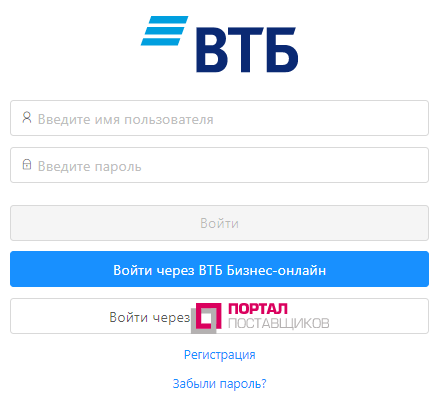 ВТБ
Введите имя пользователя
Введите пароль
Войти
Войти через ВТБ Бизнес-онлайн
Войти через ПОРТАЛ
ПОСТАВЩИКОВ
Регистрация
Забыли пароль?